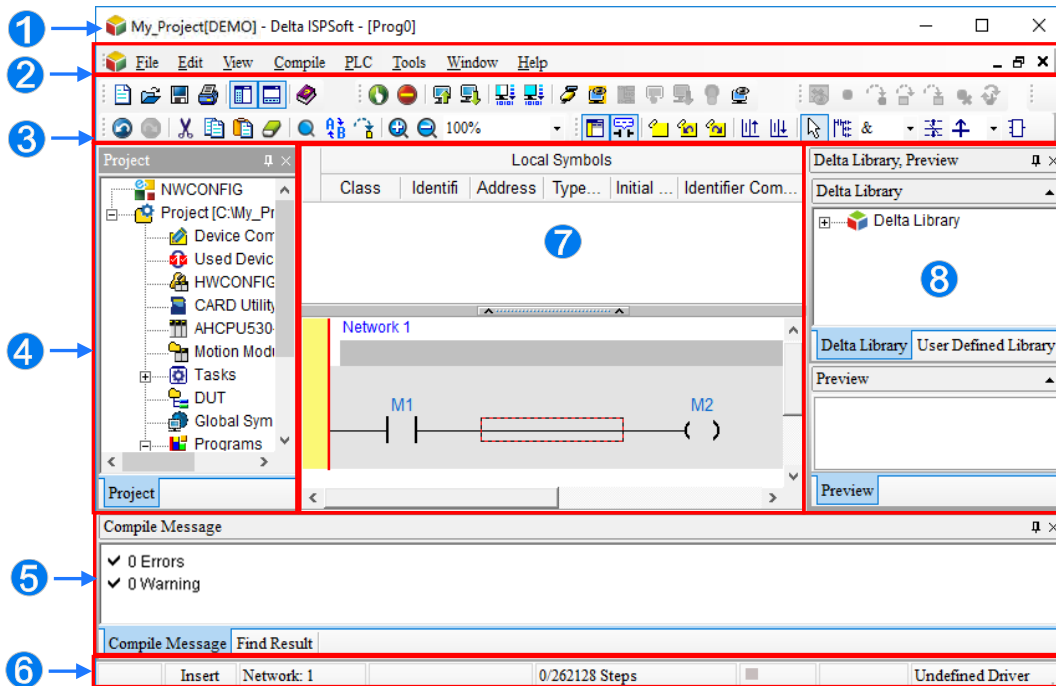 1
My_Project[DEMO] - Delta ISPSoft - [Prog0]
2
File Edit View Compile PLC Tools Window Help
3
100%
&
Project
NWCONFIG
Project [C:\My_Pr
Device Com
Used Devic
HWCONFIG
CARD Utility
AHCPU530-
Motion Modu
Tasks
DUT
Global Sym
Programs
Project
4
Local Symbols
Class Identifi Address Type... Initial ... Identifier Com...
7
Network 1
M1 M2
Delta Library, Preview
Delta Library
Delta Library
8
Delta Library User Defined Library
Preview
Preview
Compile Message
5
0 Errors
0 Warning
Compile Message Find Result
6
Insert Network: 1 0/262128 Steps Undefined Driver